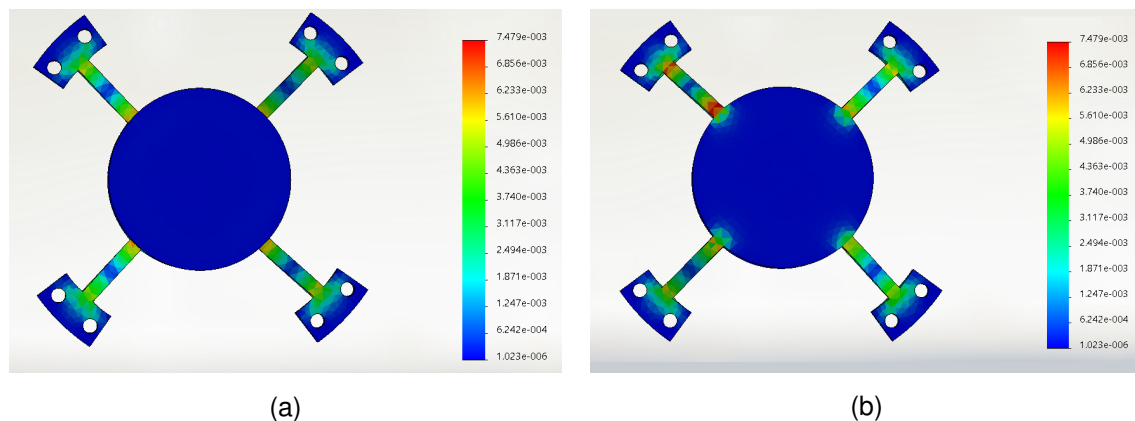 7.479e-003
6.856e-003
6.233e-003
5.610e-003
4.986e-003
4.363e-003
3.740e-003
3.117e-003
2.494e-003
1.871e-003
1.247e-003
6.242e-004
1.023e-006
(a)
7.479e-003
6.856e-003
6.233e-003
5.610e-003
4.986e-003
4.363e-003
3.740e-003
3.117e-003
2.494e-003
1.871e-003
1.247e-003
6.242e-004
1.023e-006
(b)